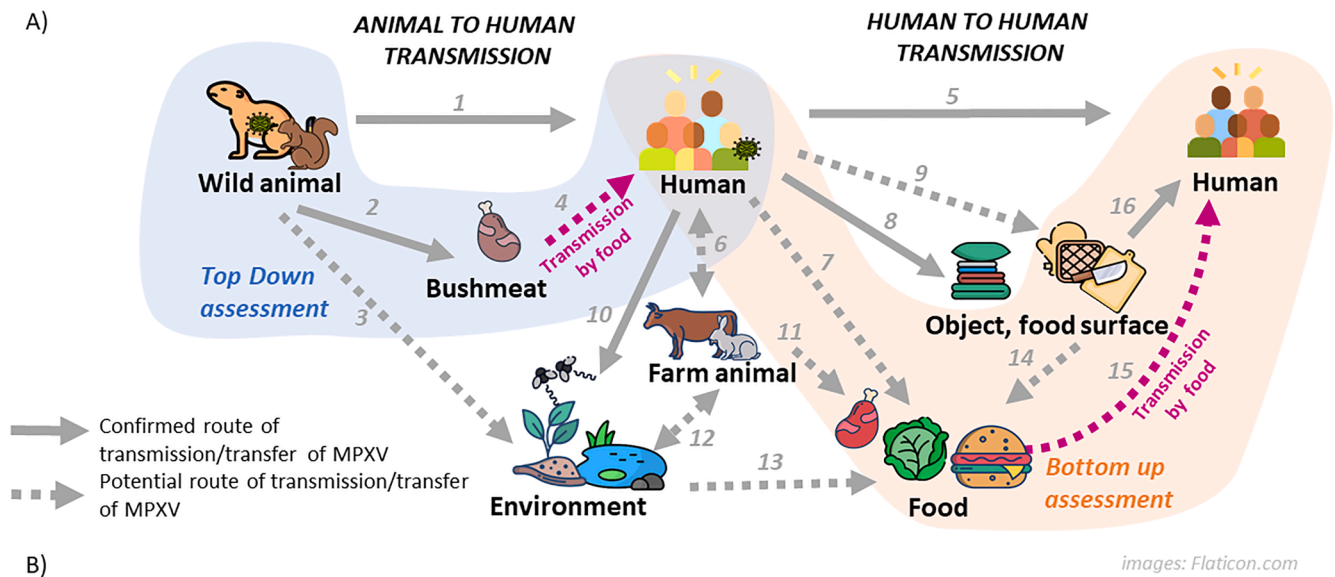 A)
ANIMAL TO HUMAN
TRANSMISSION
HUMAN TO HUMAN
TRANSMISSION
1
5
Wild animal
Human
Human
2
4
Transmission
by food
9
16
8
6
7
Top Down
assessment
3
Bushmeat
10
Object, food surface
11
Farm animal
14
15
Transmission
by food
Confirmed route of
transmission/transfer of MPXV
Potential route of transmission/transfer
of MPXV
12
13
Environment
Food
Bottom up
assessment
B)
images: Flaticon.com